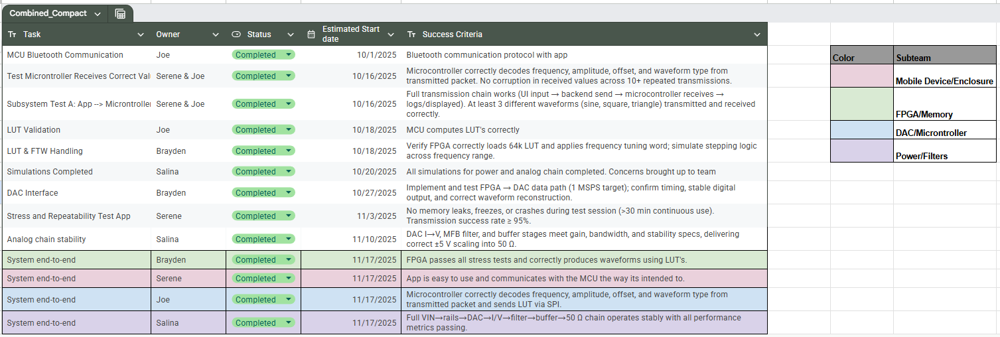 Combined_Compact
Task Owner Status Estimated Start date Success Criteria
MCU Bluetooth Communication Joe Completed 10/1/2025 Bluetooth communication protocol with app
Test Microntroller Receives Correct Val Serene & Joe Completed 10/16/2025 Microcontroller correctly decodes frequency, amplitude, offset, and waveform type from
transmitted packet. No corruption in received values across 10+ repeated transmissions.
Subsystem Test A: App --> Microntroller Serene & Joe Completed 10/16/2025 Full transmission chain works (UI input → backend send → microcontroller receives →
logs/displayed). At least 3 different waveforms (sine, square, triangle) transmitted and received
correctly.
LUT Validation Joe Completed 10/18/2025 MCU computes LUT's correctly
LUT & FTW Handling Brayden Completed 10/18/2025 Verify FPGA correctly loads 64k LUT and applies frequency tuning word; simulate stepping logic
across frequency range.
Simulations Completed Salina Completed 10/20/2025 All simulations for power and analog chain completed. Concerns brought up to team
DAC Interface Brayden Completed 10/27/2025 Implement and test FPGA → DAC data path (1 MSPS target); confirm timing, stable digital
output, and correct waveform reconstruction.
Stress and Repeatability Test App Serene Completed 11/3/2025 No memory leaks, freezes, or crashes during test session (>30 min continuous use).
Transmission success rate ≥ 95%.
Analog chain stability Salina Completed 11/10/2025 DAC I→V, MFB filter, and buffer stages meet gain, bandwidth, and stability specs, delivering
correct ±5 V scaling into 50 Ω.
System end-to-end Brayden Completed 11/17/2025 FPGA passes all stress tests and correctly produces waveforms using LUT's.
System end-to-end Serene Completed 11/17/2025 App is easy to use and communicates with the MCU the way its intended to.
System end-to-end Joe Completed 11/17/2025 Microcontroller correctly decodes frequency, amplitude, offset, and waveform type from
transmitted packet and sends LUT via SPI.
System end-to-end Salina Completed 11/17/2025 Full VIN→rails→DAC→I/V→filter→buffer→50 Ω chain operates stably with all performance
metrics passing.
Color Subteam
Mobile Device/Enclosure
FPGA/Memory
DAC/Microntroller
Power/Filters